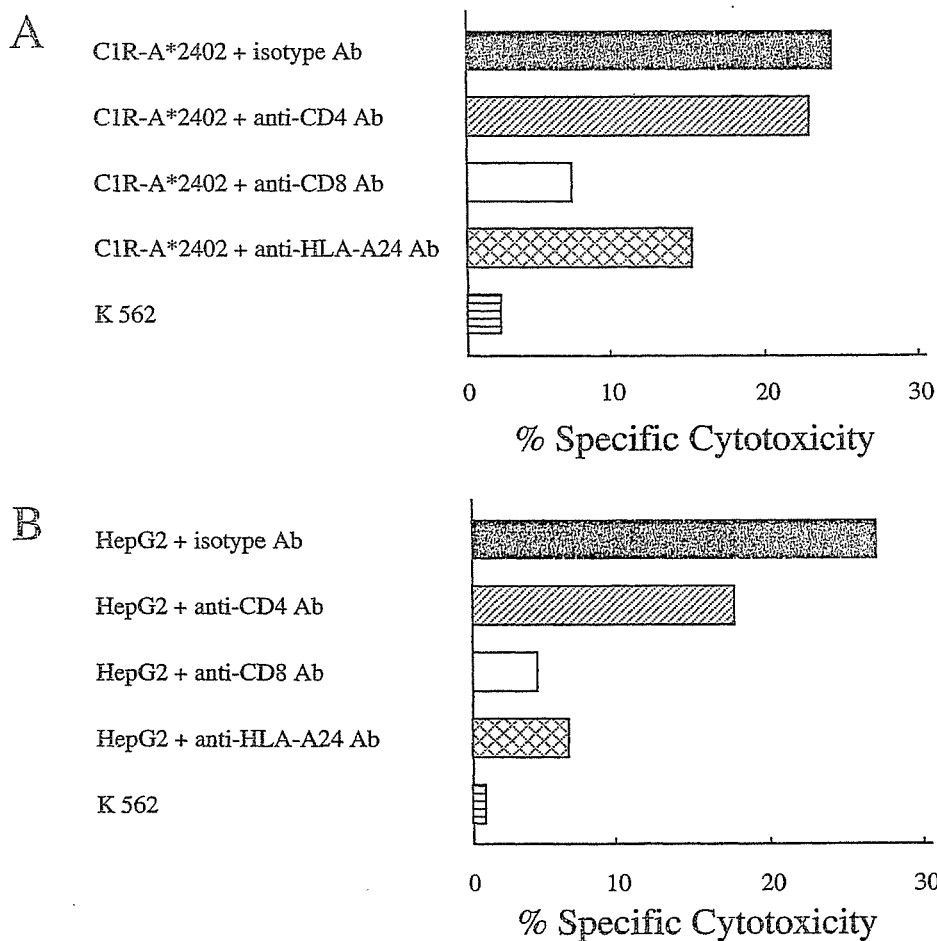 A
C1R-A*2402 + isotype Ab
C1R-A*2402 + anti-CD4 Ab
C1R-A*2402 + anti-CD8 Ab
C1R-A*2402 + anti-HLA-A24 Ab
K 562
0 10 20 30
% Specific Cytotoxicity
B
HepG2 + isotype Ab
HepG2 + anti-CD4 Ab
HepG2 + anti-CD8 Ab
HepG2 + anti-HLA-A24 Ab
K 562
0 10 20 30
% Specific Cytotoxicity